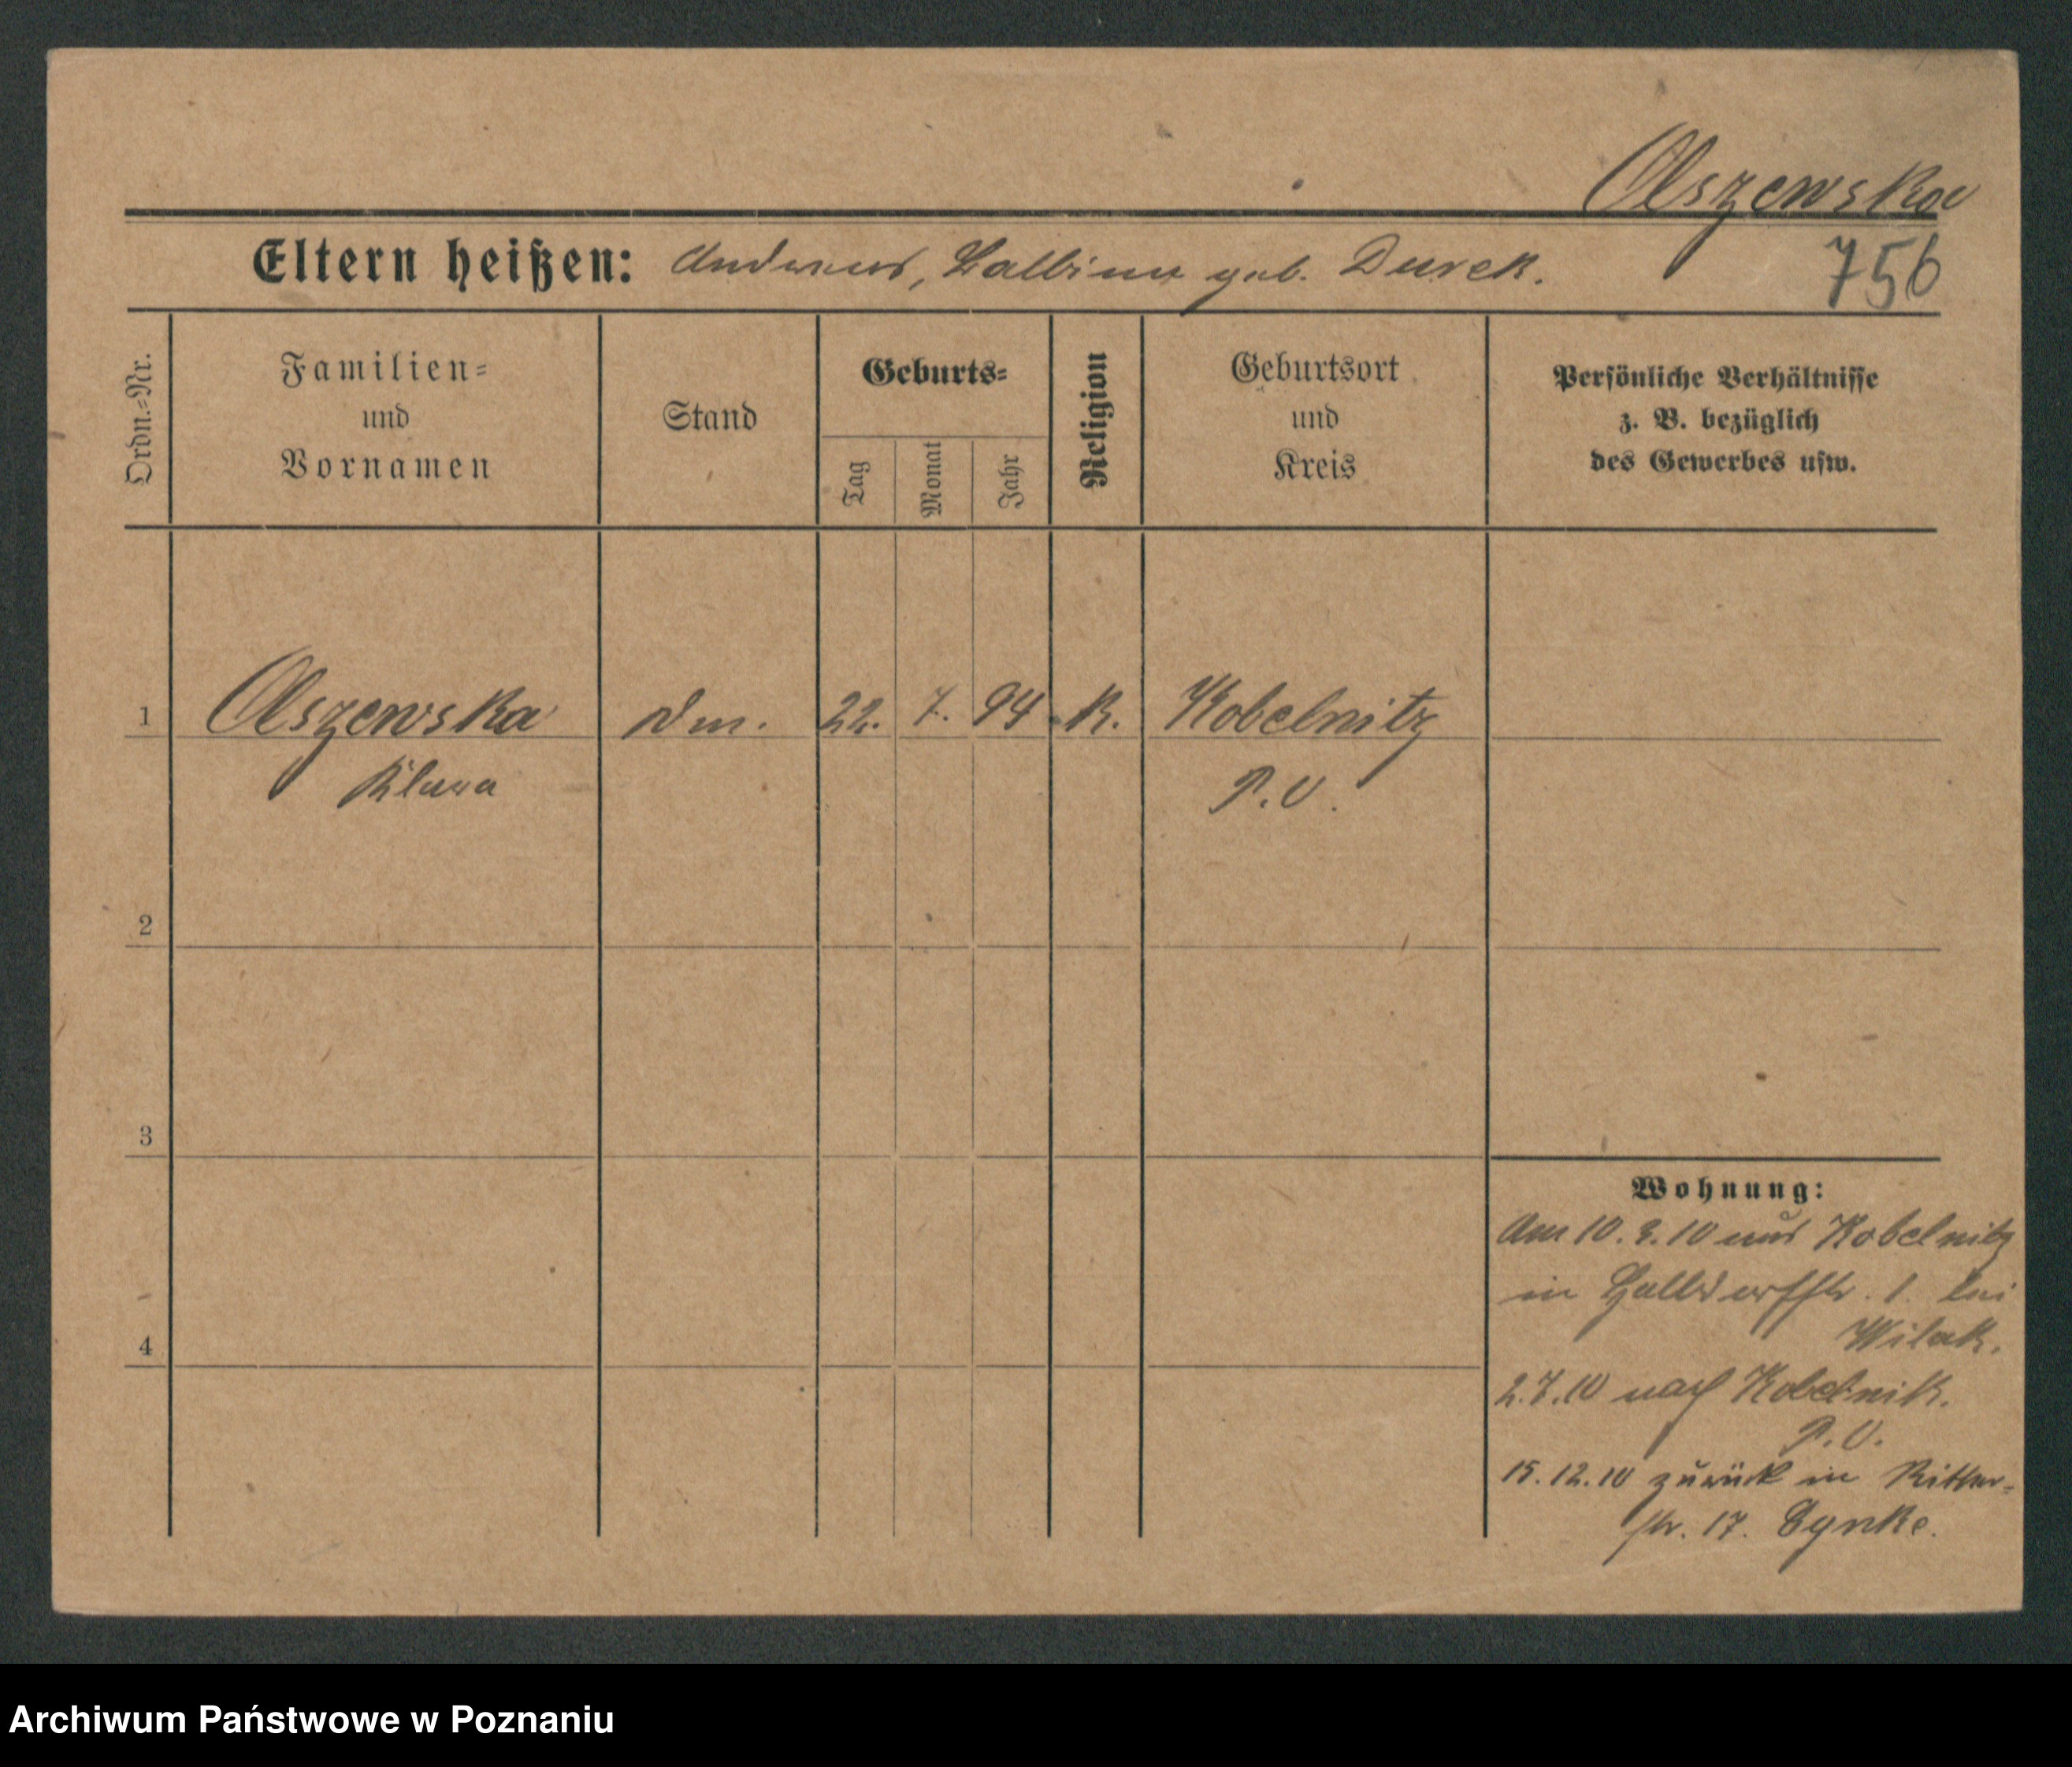 Olszewska
Eltern heißen: Andreas, Balbina geb. Durek.
756
Ordn.=Nr.
Familien=
und
Vornamen
Stand
Geburts=
Tag
Monat
Jahr
Religion
Geburtsort
und
Kreis
Persönliche Verhältnisse
z. B. bezüglich
des Gewerbes usw.
1 Olszewska 22. 7. 94 K. Kobelnitz
Klara P.O.
2
3
4
Wohnung:
Am 10.3.10 aus Kobelnitz
in 1. bei
Wilak.
2.7.10 nach Kobelnik.
P.O.
15.12.10 zurück in Ritter=
str. 17. Synke.
Archiwum Państwowe w Poznaniu